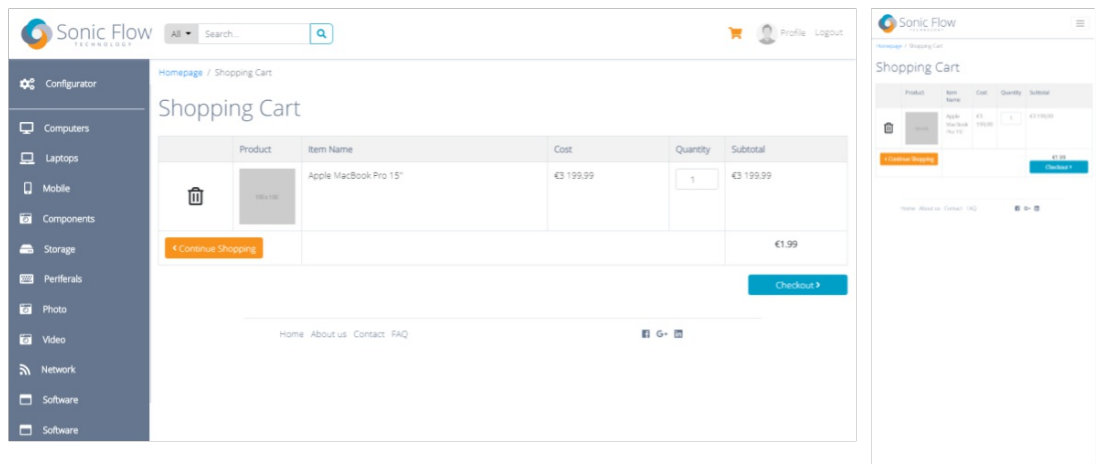 Sonic Flow
TECHNOLOGY
All
Search...
Profile Logout
Configurator
Computers
Laptops
Mobile
Components
Storage
Periferals
Photo
Video
Network
Software
Software
Homepage / Shopping Cart
Shopping Cart
Product Item Name Cost Quantity Subtotal
100 x 100 Apple MacBook Pro 15" €3 199,99 1 €3 199,99
Continue Shopping €1.99
Checkout
Home About us Contact FAQ G+
Sonic Flow
TECHNOLOGY
Homepage / Shopping Cart
Shopping Cart
Product Item Cost Quantity Subtotal
Name
Apple €3 1 €3 199,99
MacBook 199,99
Pro 15"
Continue Shopping €1.99
Checkout
Home About us Contact FAQ G+